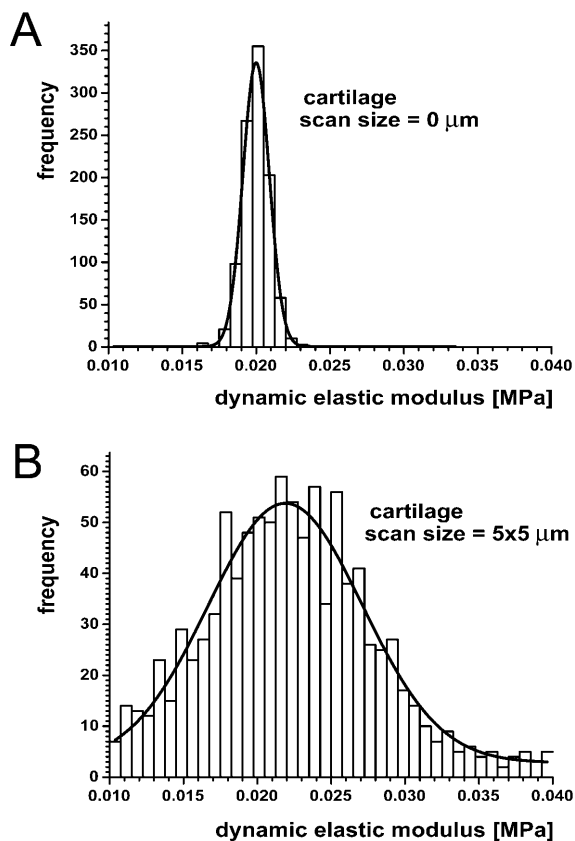 A
350
300
250
200
150
100
50
0
frequency
cartilage
scan size = 0 μm
0.010 0.015 0.020 0.025 0.030 0.035 0.040
dynamic elastic modulus [MPa]
B
60
50
40
30
20
10
0
frequency
cartilage
scan size = 5x5 μm
0.010 0.015 0.020 0.025 0.030 0.035 0.040
dynamic elastic modulus [MPa]